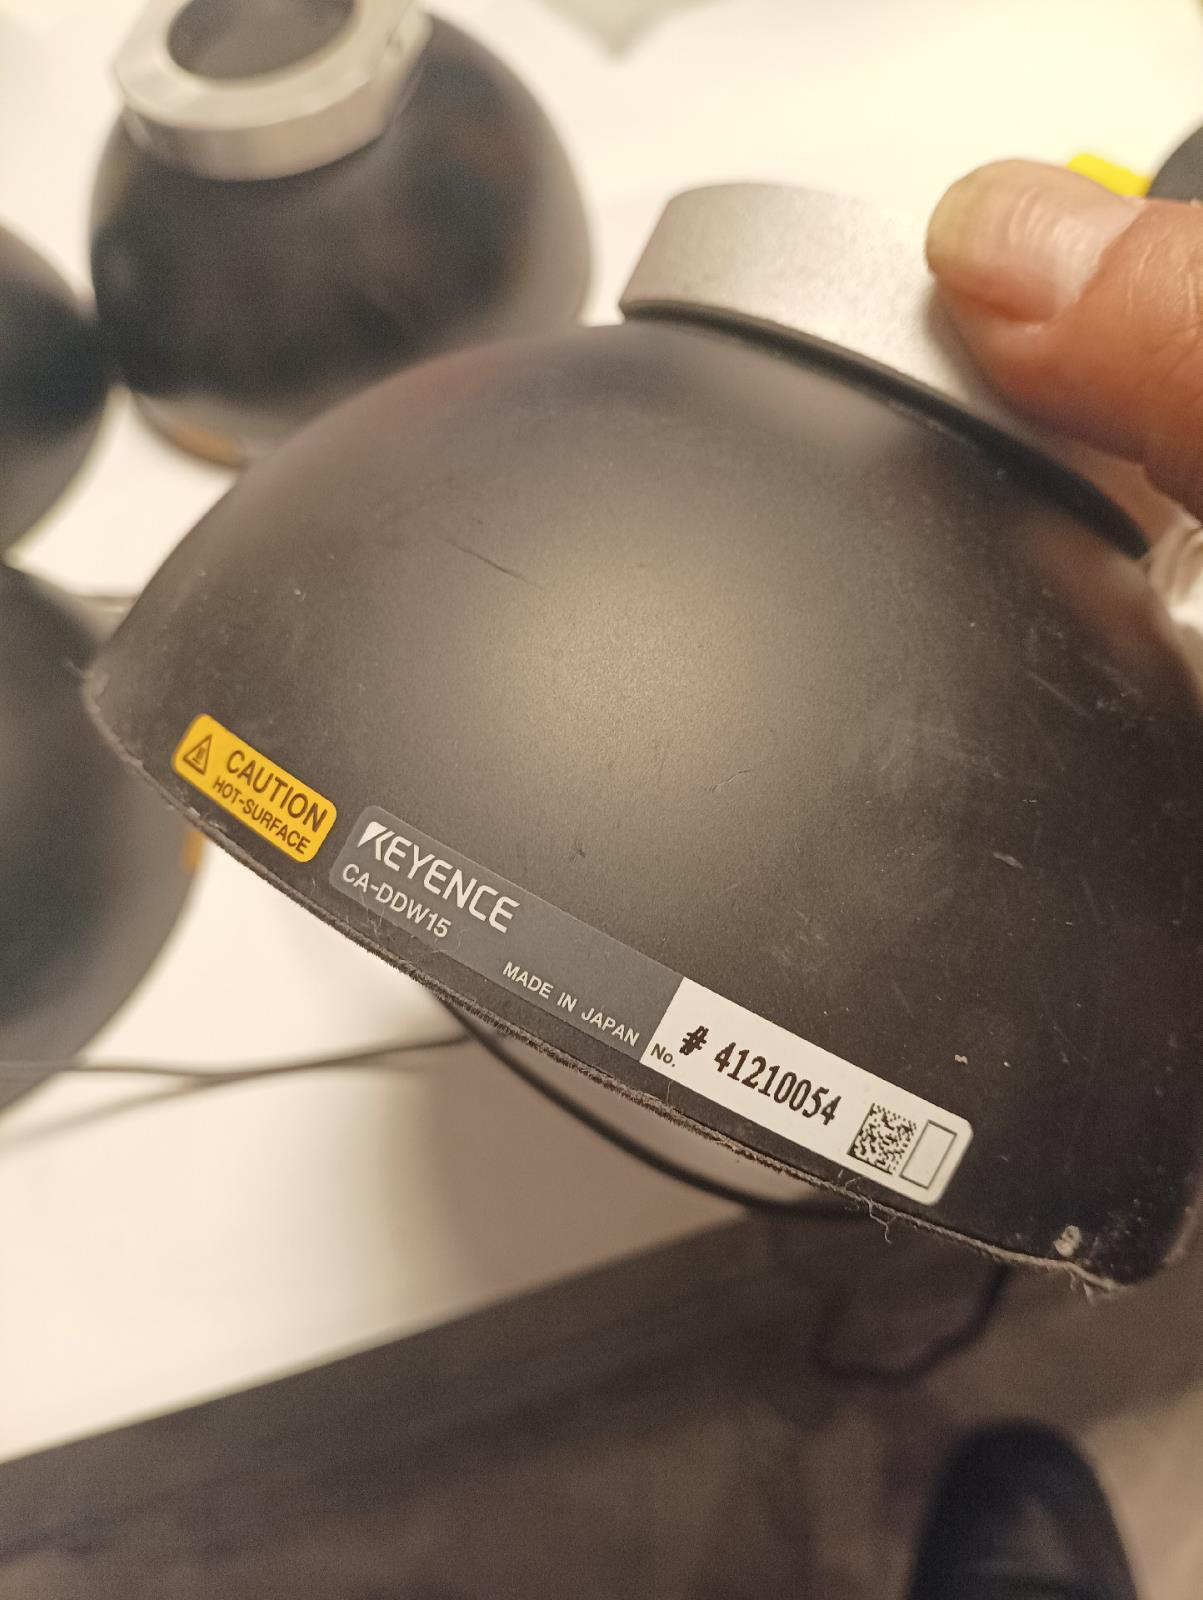 CAUTION
HOT-SURFACE
KEYENCE
CA-DDW15
MADE IN JAPAN
No. # 41210054